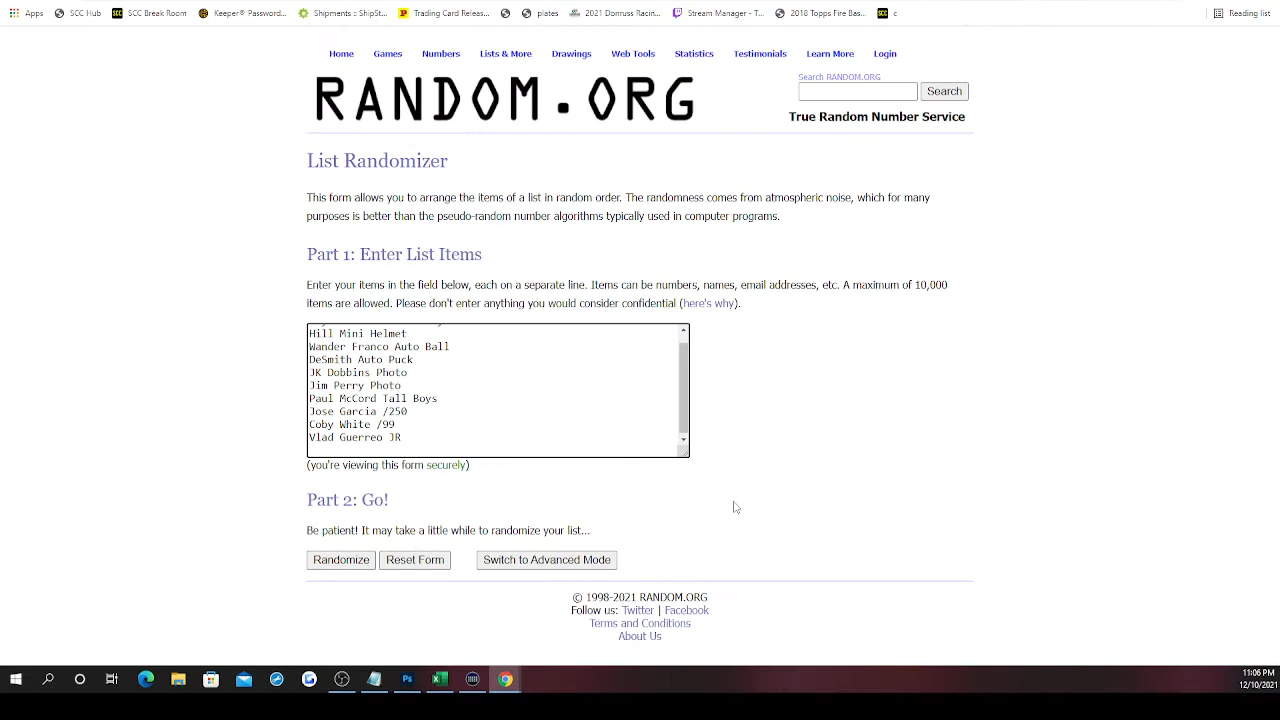 Apps SCC Hub SCC Break Room Keeper® Password... Shipments :: ShipSt... Trading Card Releas... plates 2021 Donruss Racin... Stream Manager - T... 2018 Topps Fire Bas... c Reading list
Home Games Numbers Lists & More Drawings Web Tools Statistics Testimonials Learn More Login
RANDOM.ORG
Search RANDOM.ORG
Search
True Random Number Service
List Randomizer
This form allows you to arrange the items of a list in random order. The randomness comes from atmospheric noise, which for many
purposes is better than the pseudo-random number algorithms typically used in computer programs.
Part 1: Enter List Items
Enter your items in the field below, each on a separate line. Items can be numbers, names, email addresses, etc. A maximum of 10,000
items are allowed. Please don't enter anything you would consider confidential (here's why).
Hill Mini Helmet
Wander Franco Auto Ball
DeSmith Auto Puck
JK Dobbins Photo
Jim Perry Photo
Paul McCord Tall Boys
Jose Garcia /250
Coby White /99
Vlad Guerreo JR
(you're viewing this form securely)
Part 2: Go!
Be patient! It may take a little while to randomize your list...
Randomize Reset Form Switch to Advanced Mode
© 1998-2021 RANDOM.ORG
Follow us: Twitter | Facebook
Terms and Conditions
About Us
11:06 PM
12/10/2021